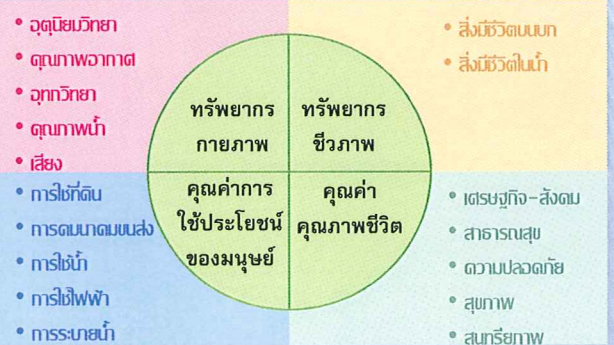 • อุตุนิยมวิทยา
• คุณภาพอากาศ
• อุทกวิทยา
• คุณภาพน้ำ
• เสียง
• สิ่งมีชีวิตบนบก
• สิ่งมีชีวิตในน้ำ
ทรัพยากร
กายภาพ
ทรัพยากร
ชีวภาพ
• การใช้ที่ดิน
• การคมนาคมขนส่ง
• การใช้น้ำ
• การใช้ไฟฟ้า
• การระบายน้ำ
คุณค่าการ
ใช้ประโยชน์
ของมนุษย์
คุณค่า
คุณภาพชีวิต
• เศรษฐกิจ-สังคม
• สาธารณสุข
• ความปลอดภัย
• สุขภาพ
• สุนทรียภาพ